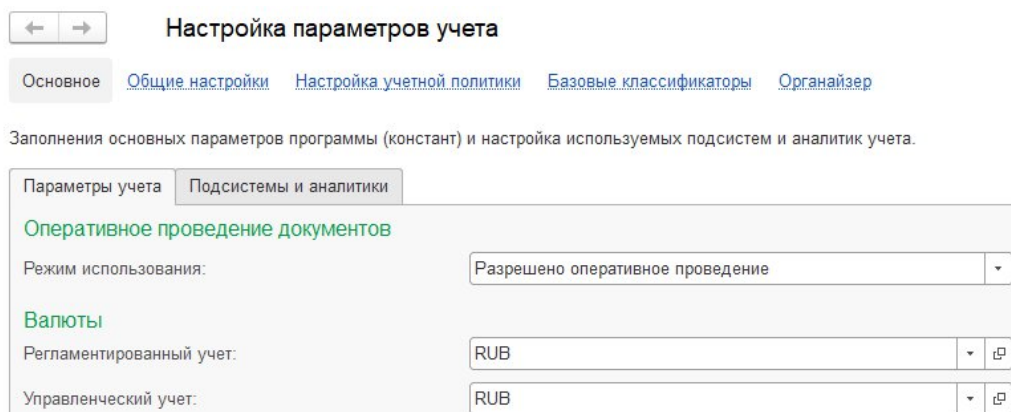 Настройка параметров учета
Основное Общие настройки Настройка учетной политики Базовые классификаторы Органайзер
Заполнения основных параметров программы (констант) и настройка используемых подсистем и аналитик учета.
Параметры учета Подсистемы и аналитики
Оперативное проведение документов
Режим использования: Разрешено оперативное проведение
Валюты
Регламентированный учет: RUB
Управленческий учет: RUB